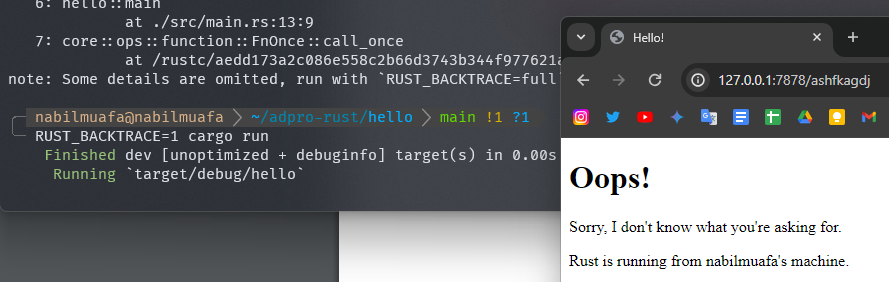 6: hello::main
at ./src/main.rs:13:9
7: core::ops::function::FnOnce::call_once
at /rustc/aedd173a2c086e558c2b66d3743b344f977621a
note: Some details are omitted, run with `RUST_BACKTRACE=full`
nabilmuafa@nabilmuafa ~/adpro-rust/hello main !1 ?1
RUST_BACKTRACE=1 cargo run
Finished dev [unoptimized + debuginfo] target(s) in 0.00s
Running `target/debug/hello`
Hello!
127.0.0.1:7878/ashfkagdj
Oops!
Sorry, I don't know what you're asking for.
Rust is running from nabilmuafa's machine.